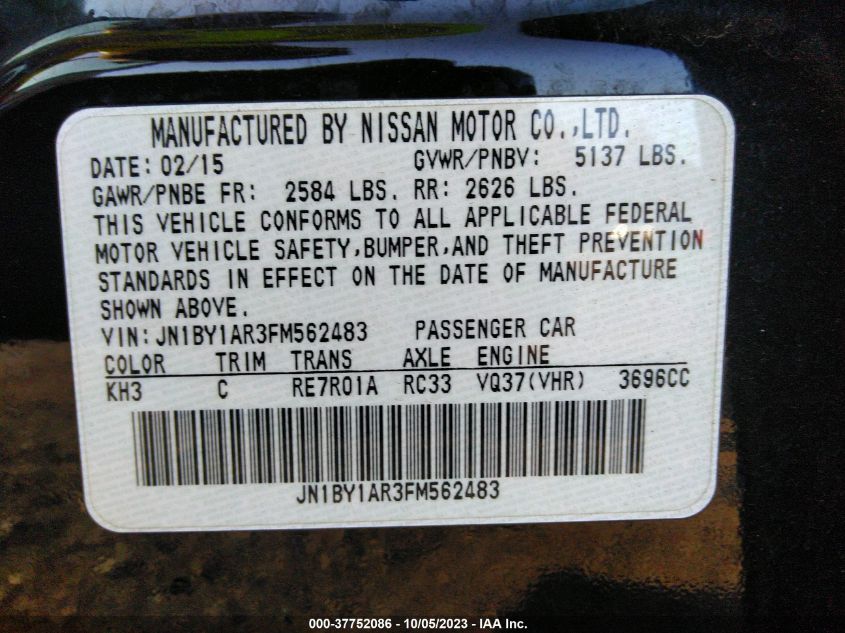 MANUFACTURED BY NISSAN MOTOR CO.,LTD.
DATE: 02/15 GVWR/PNBV: 5137 LBS.
GAWR/PNBE FR: 2584 LBS. RR: 2626 LBS.
THIS VEHICLE CONFORMS TO ALL APPLICABLE FEDERAL
MOTOR VEHICLE SAFETY,BUMPER,AND THEFT PREVENTION
STANDARDS IN EFFECT ON THE DATE OF MANUFACTURE
SHOWN ABOVE.
VIN: JN1BY1AR3FM562483 PASSENGER CAR
COLOR TRIM TRANS AXLE ENGINE
KH3 C RE7R01A RC33 VQ37(VHR) 3696CC
JN1BY1AR3FM562483
000-37752086 - 10/05/2023 - IAA Inc.